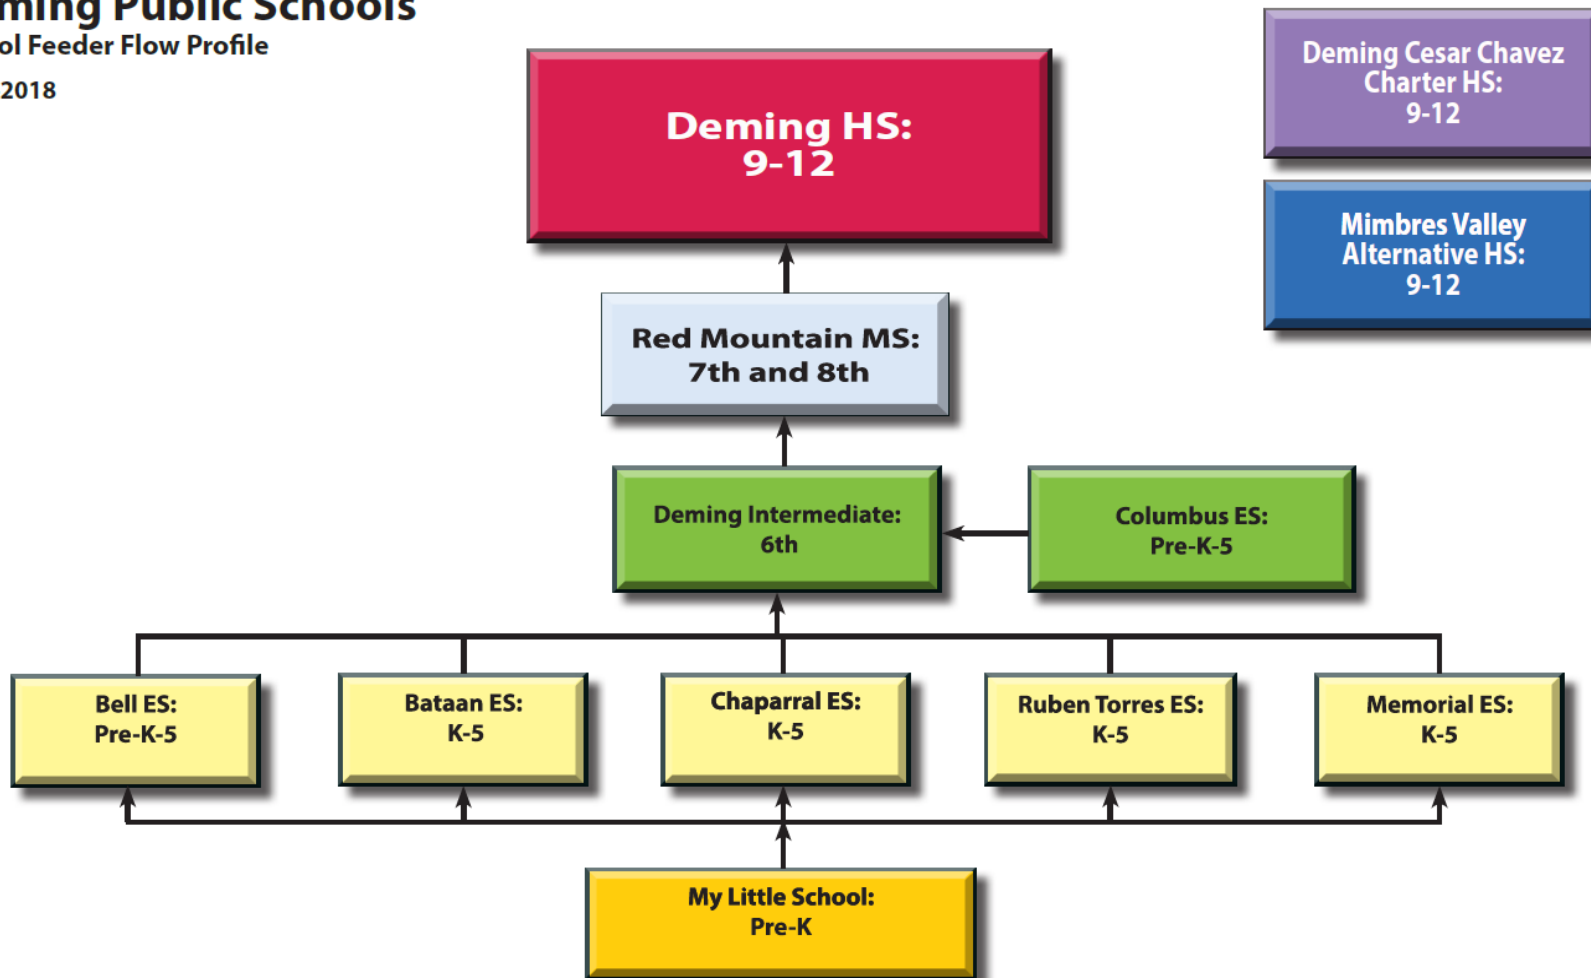 Public Schools
Feeder Flow Profile
2018
Deming HS:
9-12
Deming Cesar Chavez
Charter HS:
9-12
Mimbres Valley
Alternative HS:
9-12
Red Mountain MS:
7th and 8th
Deming Intermediate:
6th
Columbus ES:
Pre-K-5
Bell ES:
Pre-K-5
Bataan ES:
K-5
Chaparral ES:
K-5
Ruben Torres ES:
K-5
Memorial ES:
K-5
My Little School:
Pre-K